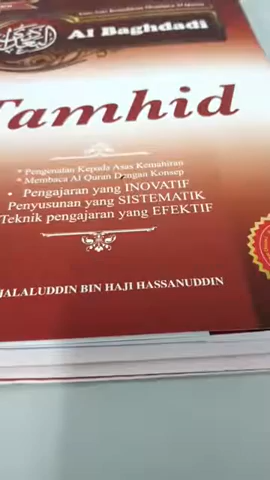 Al Baghdadi
Tamhid
• Pengenalan Kepada Asas Kemahiran
• Membaca Al Quran Dengan Konsep
• Pengajaran yang INOVATIF
Penyusunan yang SISTEMATIK
Teknik pengajaran yang EFEKTIF
JALALUDDIN BIN HAJI HASSANUDDIN